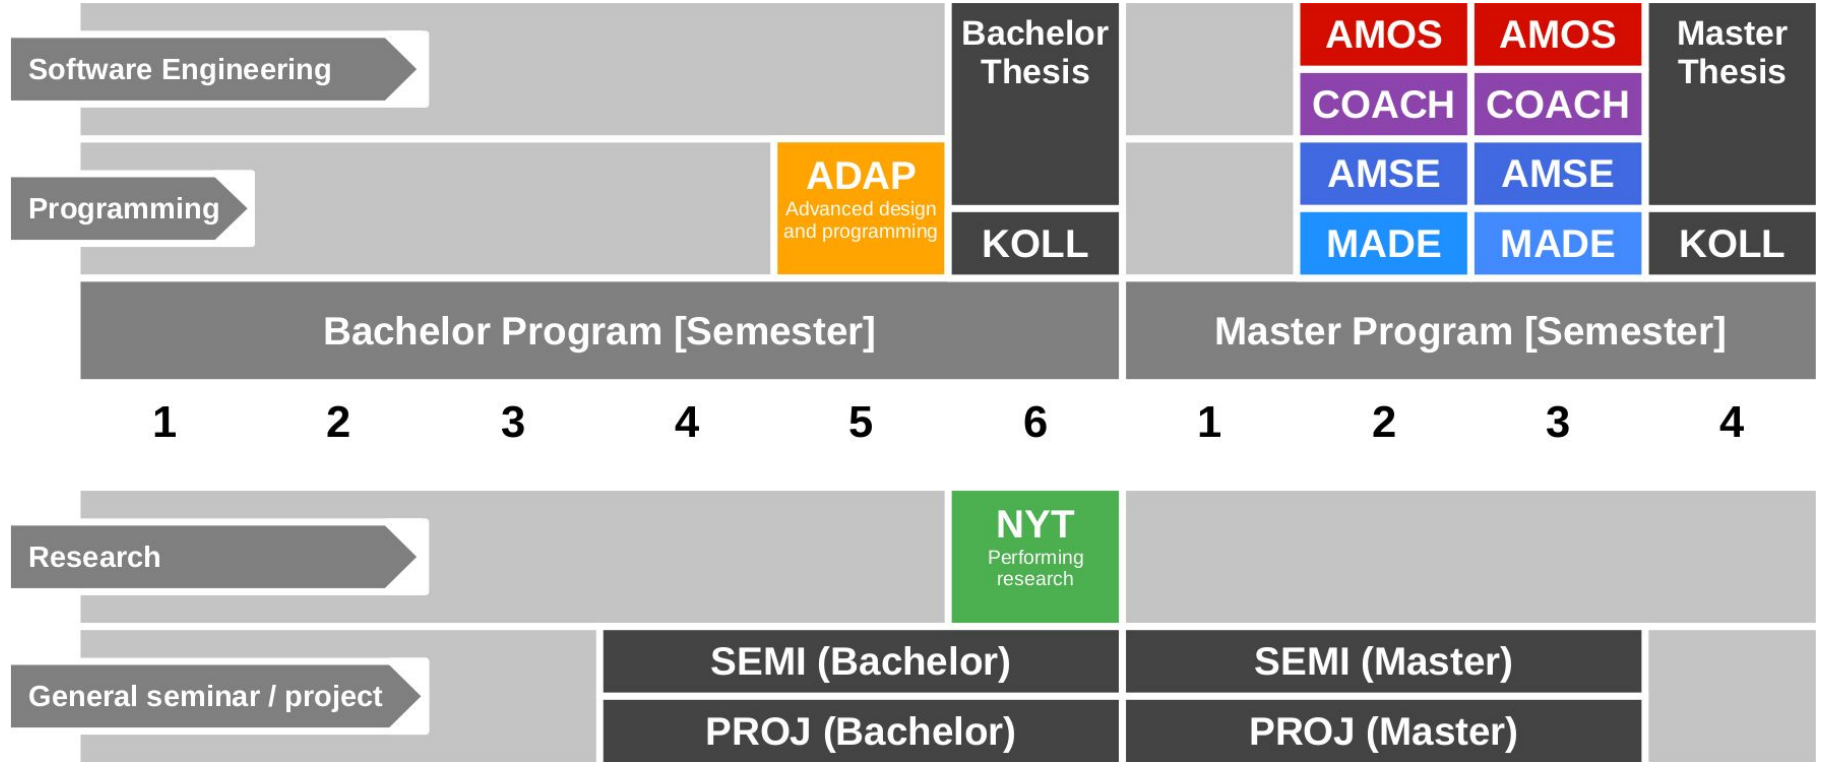 Software Engineering
Bachelor
Thesis
AMOS
AMOS
Master
Thesis
COACH
COACH
Programming
ADAP
Advanced design
and programming
AMSE
AMSE
KOLL
MADE
MADE
KOLL
Bachelor Program [Semester]
Master Program [Semester]
1 2 3 4 5 6 1 2 3 4
Research
NYT
Performing
research
General seminar / project
SEMI (Bachelor)
SEMI (Master)
PROJ (Bachelor)
PROJ (Master)